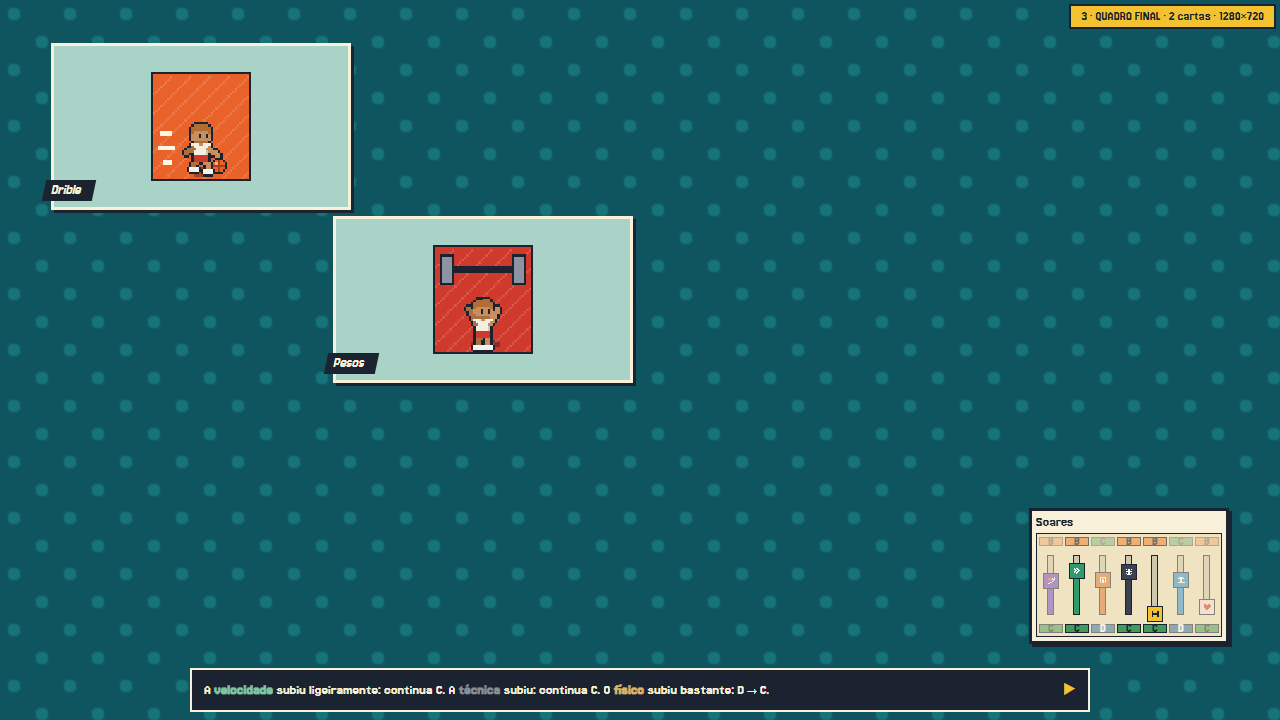 3 · QUADRO FINAL · 2 cartas · 1280×720
Drible
Pesos
Soares
B B C B B C B
C C D C C D C
A velocidade subiu ligeiramente: continua C. A técnica subiu: continua C. O físico subiu bastante: D → C.